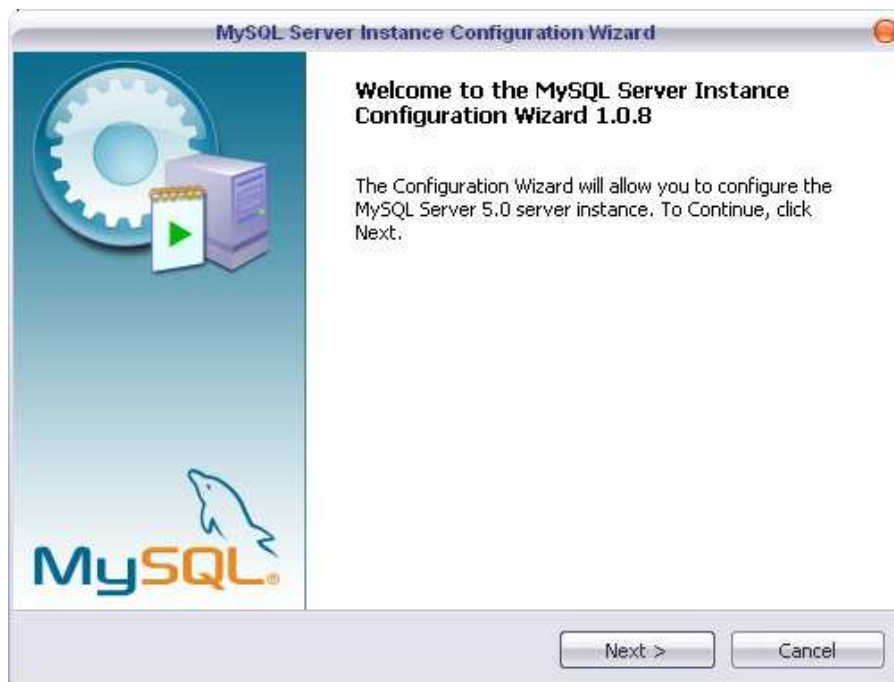 MySQL Server Instance Configuration Wizard
Welcome to the MySQL Server Instance
Configuration Wizard 1.0.8
The Configuration Wizard will allow you to configure the
MySQL Server 5.0 server instance. To Continue, click
Next.
MySQL®
Next >
Cancel